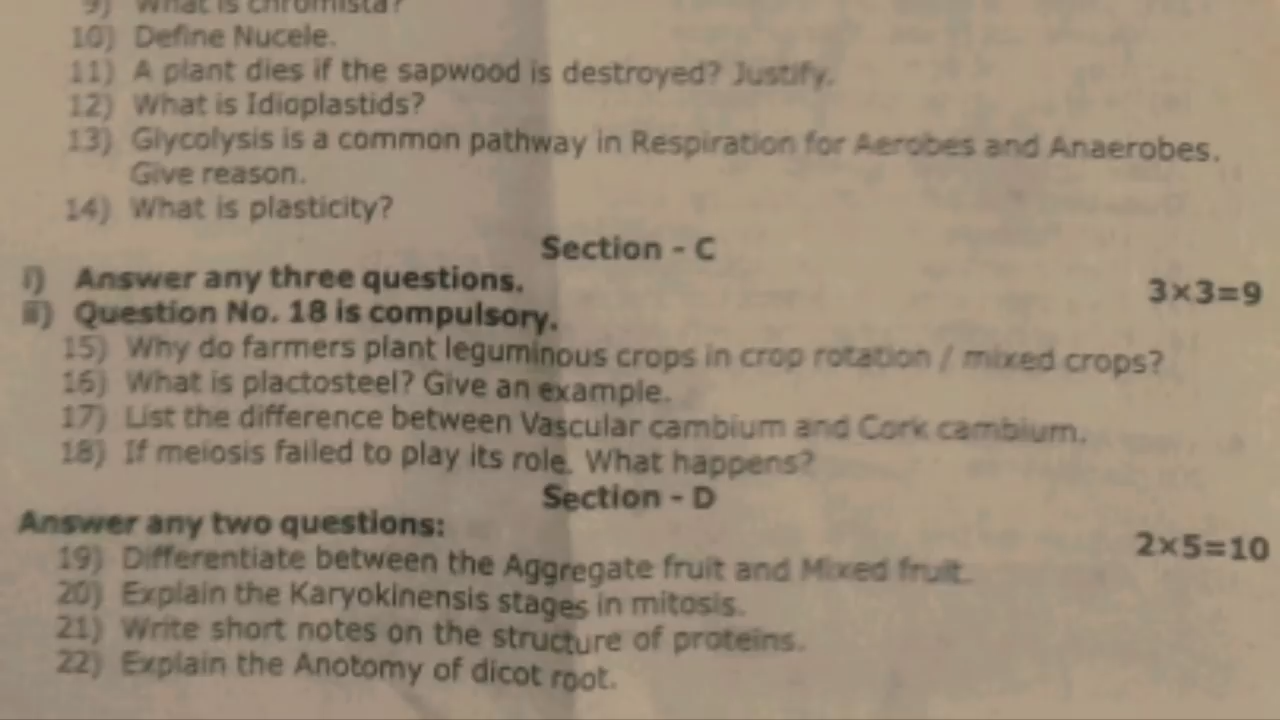 9) What is chromista?
10) Define Nucele.
11) A plant dies if the sapwood is destroyed? Justify.
12) What is Idioplastids?
13) Glycolysis is a common pathway in Respiration for Aerobes and Anaerobes.
Give reason.
14) What is plasticity?
Section - C
i) Answer any three questions. 3×3=9
ii) Question No. 18 is compulsory.
15) Why do farmers plant leguminous crops in crop rotation / mixed crops?
16) What is plactosteel? Give an example.
17) List the difference between Vascular cambium and Cork cambium.
18) If meiosis failed to play its role. What happens?
Section - D
Answer any two questions: 2×5=10
19) Differentiate between the Aggregate fruit and Mixed fruit.
20) Explain the Karyokinensis stages in mitosis.
21) Write short notes on the structure of proteins.
22) Explain the Anotomy of dicot root.